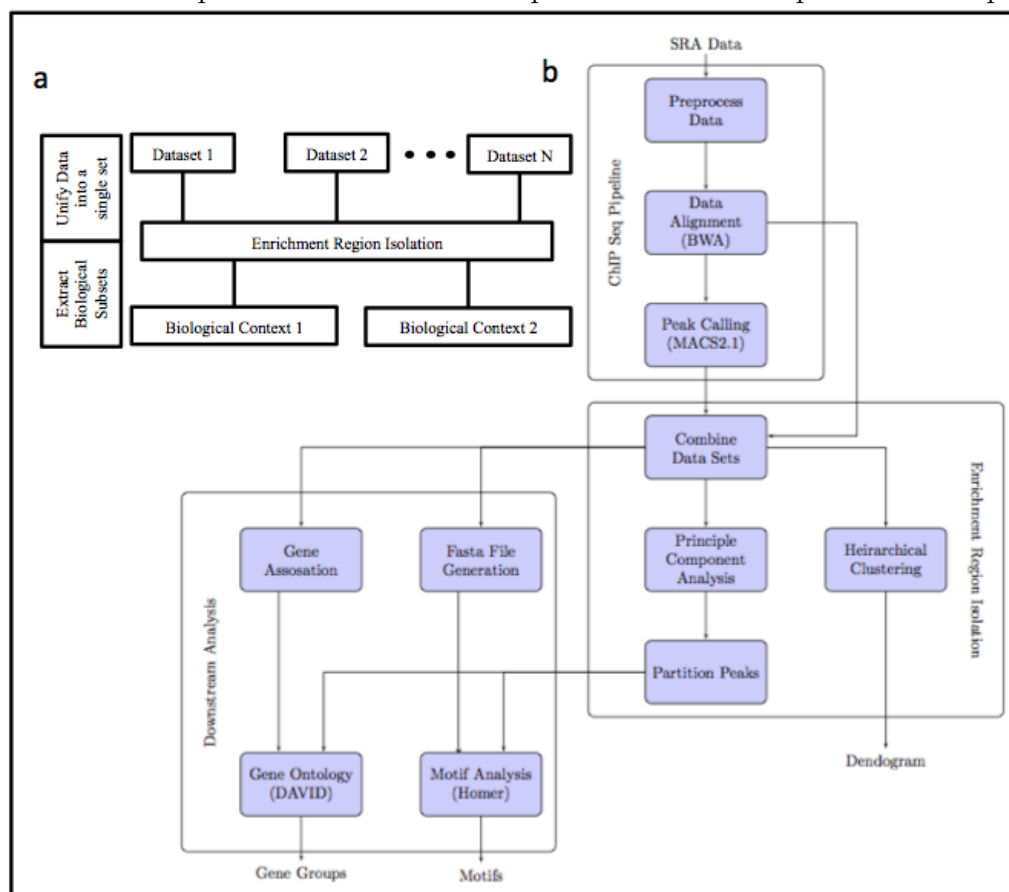 a
Unify Data
into a
single set
Extract
Biological
Subsets
Dataset 1
Dataset 2
Dataset N
Enrichment Region Isolation
Biological Context 1
Biological Context 2
b
SRA Data
ChIP Seq Pipeline
Preprocess
Data
Data
Alignment
(BWA)
Peak Calling
(MACS2.1)
Enrichment Region Isolation
Combine
Data Sets
Principle
Component
Analysis
Heirarchical
Clustering
Partition Peaks
Dendogram
Downstream Analysis
Gene
Assosation
Fasta File
Generation
Gene Ontology
(DAVID)
Motif Analysis
(Homer)
Gene Groups
Motifs